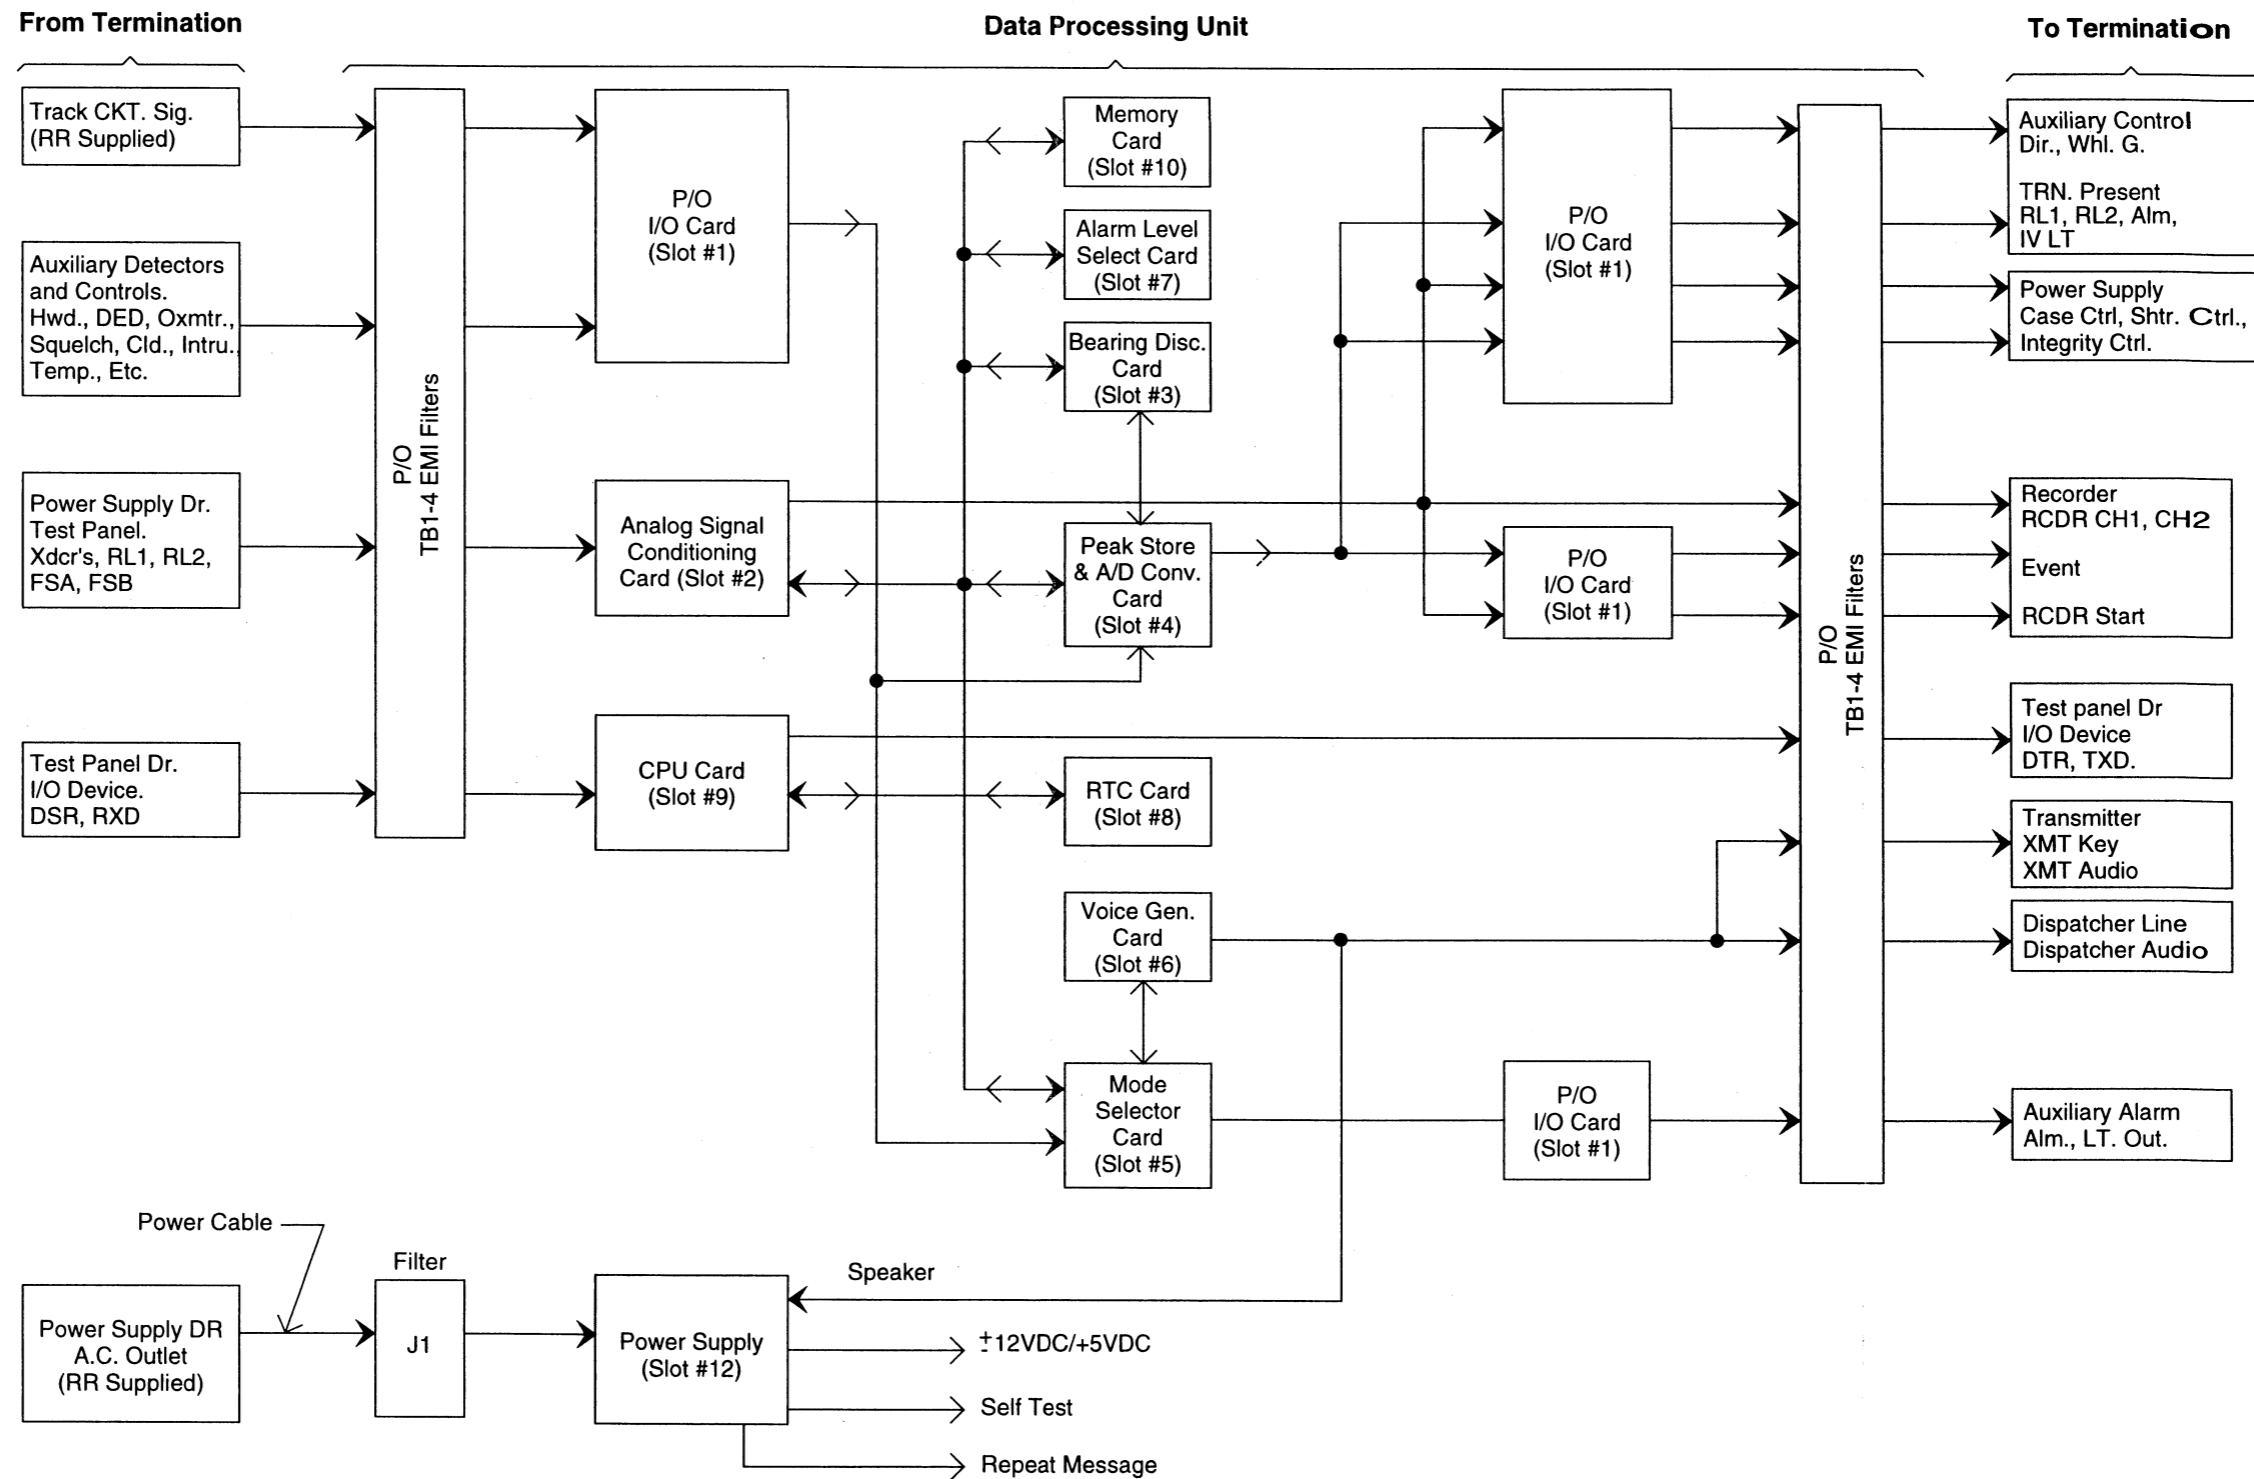 From Termination
Data Processing Unit
To Termination
Track CKT. Sig.
(RR Supplied)
Auxiliary Detectors
and Controls.
Hwd., DED, Oxmtr.,
Squelch, Cld., Intru.,
Temp., Etc.
Power Supply Dr.
Test Panel.
Xdcr's, RL1, RL2,
FSA, FSB
Test Panel Dr.
I/O Device.
DSR, RXD
P/O
TB1-4 EMI Filters
P/O
I/O Card
(Slot #1)
Analog Signal
Conditioning
Card (Slot #2)
CPU Card
(Slot #9)
Memory
Card
(Slot #10)
Alarm Level
Select Card
(Slot #7)
Bearing Disc.
Card
(Slot #3)
Peak Store
& A/D Conv.
Card
(Slot #4)
RTC Card
(Slot #8)
Voice Gen.
Card
(Slot #6)
Mode
Selector
Card
(Slot #5)
P/O
I/O Card
(Slot #1)
P/O
I/O Card
(Slot #1)
P/O
I/O Card
(Slot #1)
P/O
TB1-4 EMI Filters
Auxiliary Control
Dir., Whl. G.
TRN. Present
RL1, RL2, Alm,
IV LT
Power Supply
Case Ctrl, Shtr. Ctrl.,
Integrity Ctrl.
Recorder
RCDR CH1, CH2
Event
RCDR Start
Test panel Dr
I/O Device
DTR, TXD.
Transmitter
XMT Key
XMT Audio
Dispatcher Line
Dispatcher Audio
Auxiliary Alarm
Alm., LT. Out.
Power Cable
Filter
Speaker
Power Supply DR
A.C. Outlet
(RR Supplied)
J1
Power Supply
(Slot #12)
±12VDC/+5VDC
Self Test
Repeat Message